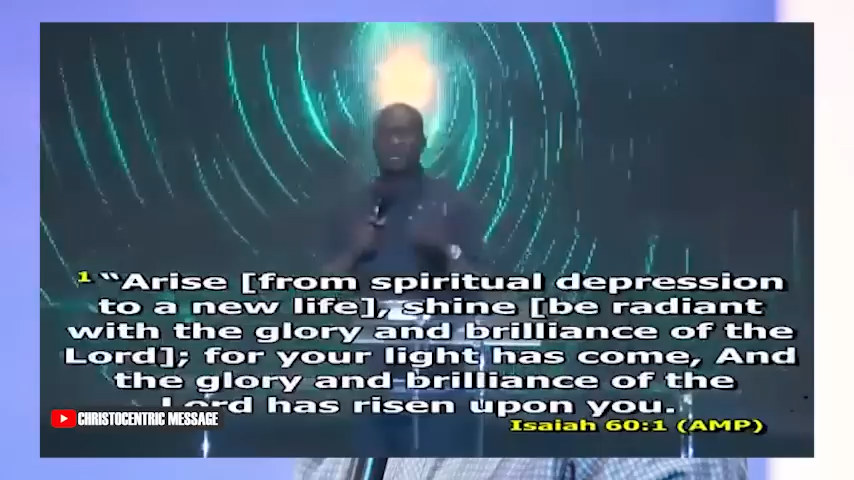 ¹ “Arise [from spiritual depression
to a new life], shine [be radiant
with the glory and brilliance of the
Lord]; for your light has come, And
the glory and brilliance of the
Lord has risen upon you.
CHRISTOCENTRIC MESSAGE
Isaiah 60:1 (AMP)